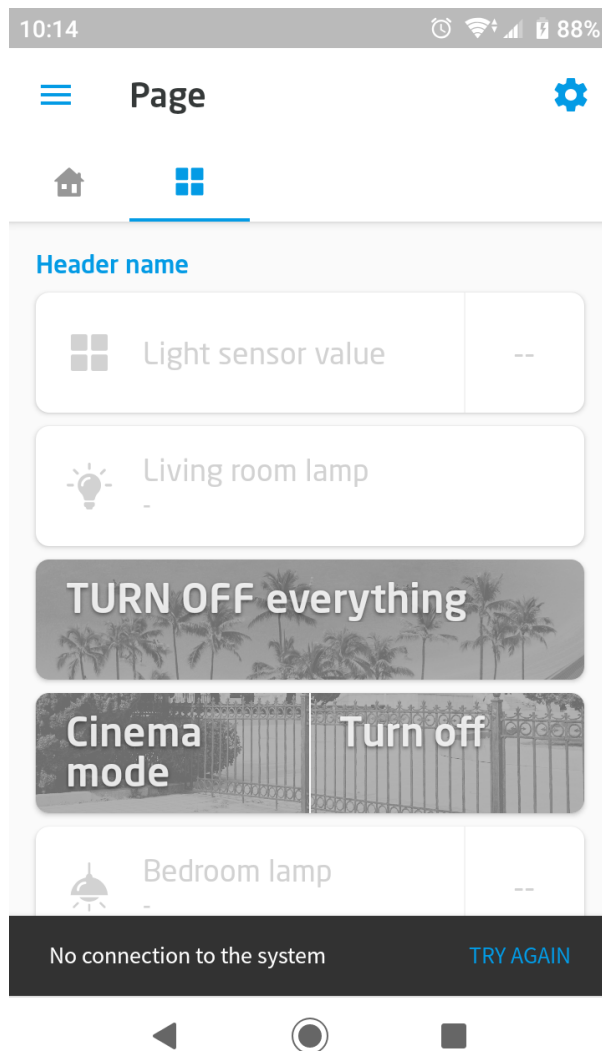 10:14 88%
Page
Header name
Light sensor value --
Living room lamp
-
TURN OFF everything
Cinema mode
Turn off
Bedroom lamp --
-
No connection to the system TRY AGAIN